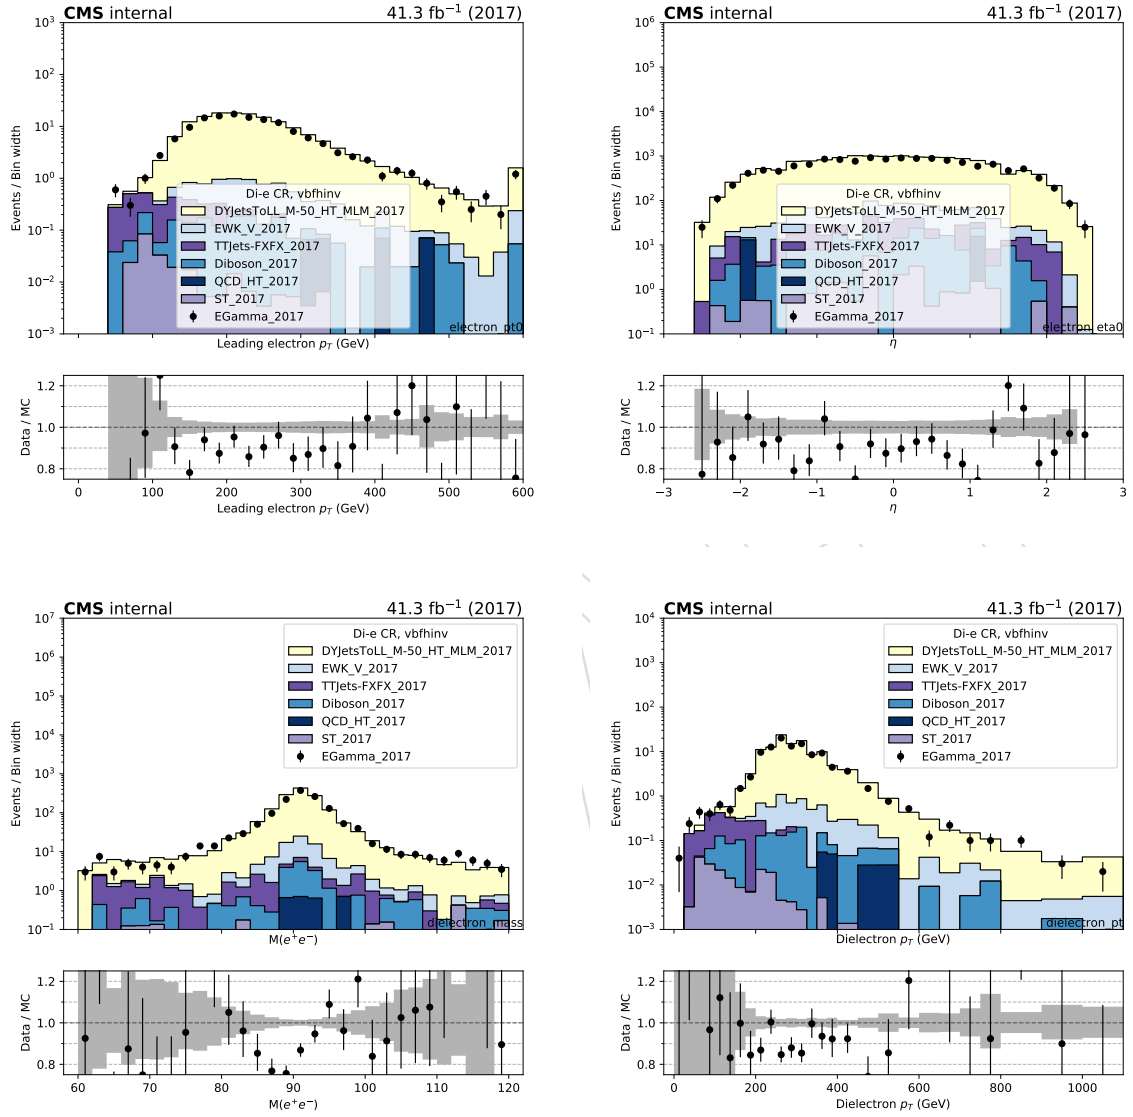 CMS internal 41.3 fb⁻¹ (2017)
10³
10²
10¹
10⁰
10⁻¹
10⁻²
10⁻³
Events / Bin width
Di-e CR, vbfhinv
DYJetsToLL_M-50_HT_MLM_2017
EWK_V_2017
TTJets-FXFX_2017
Diboson_2017
QCD_HT_2017
ST_2017
EGamma_2017
electron_pt0
Leading electron p_T (GeV)
1.2
1.0
0.8
Data / MC
0 100 200 300 400 500 600
Leading electron p_T (GeV)
CMS internal 41.3 fb⁻¹ (2017)
10⁶
10⁵
10⁴
10³
10²
10¹
10⁰
10⁻¹
Events / Bin width
Di-e CR, vbfhinv
DYJetsToLL_M-50_HT_MLM_2017
EWK_V_2017
TTJets-FXFX_2017
Diboson_2017
QCD_HT_2017
ST_2017
EGamma_2017
electron_eta0
η
1.2
1.0
0.8
Data / MC
−3 −2 −1 0 1 2 3
η
CMS internal 41.3 fb⁻¹ (2017)
10⁷
10⁶
10⁵
10⁴
10³
10²
10¹
10⁰
10⁻¹
Events / Bin width
Di-e CR, vbfhinv
DYJetsToLL_M-50_HT_MLM_2017
EWK_V_2017
TTJets-FXFX_2017
Diboson_2017
QCD_HT_2017
ST_2017
EGamma_2017
dielectron_mass
M(e⁺e⁻)
1.2
1.0
0.8
Data / MC
60 70 80 90 100 110 120
M(e⁺e⁻)
CMS internal 41.3 fb⁻¹ (2017)
10⁴
10³
10²
10¹
10⁰
10⁻¹
10⁻²
10⁻³
Events / Bin width
Di-e CR, vbfhinv
DYJetsToLL_M-50_HT_MLM_2017
EWK_V_2017
TTJets-FXFX_2017
Diboson_2017
QCD_HT_2017
ST_2017
EGamma_2017
dielectron_pt
Dielectron p_T (GeV)
1.2
1.0
0.8
Data / MC
0 200 400 600 800 1000
Dielectron p_T (GeV)